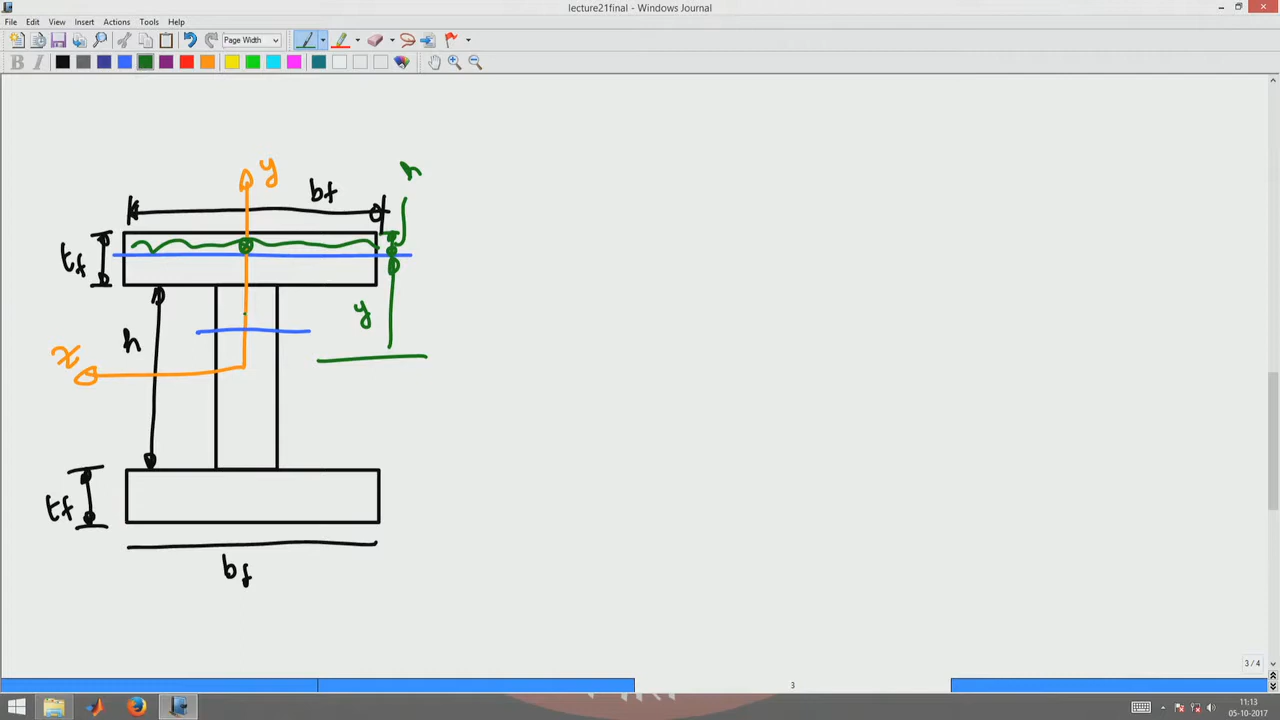 lecture21final - Windows Journal
File Edit View Insert Actions Tools Help
Page Width
B I
y
bf
n
tf
y
h
x
tf
bf
3 / 4
3
11:13
05-10-2017